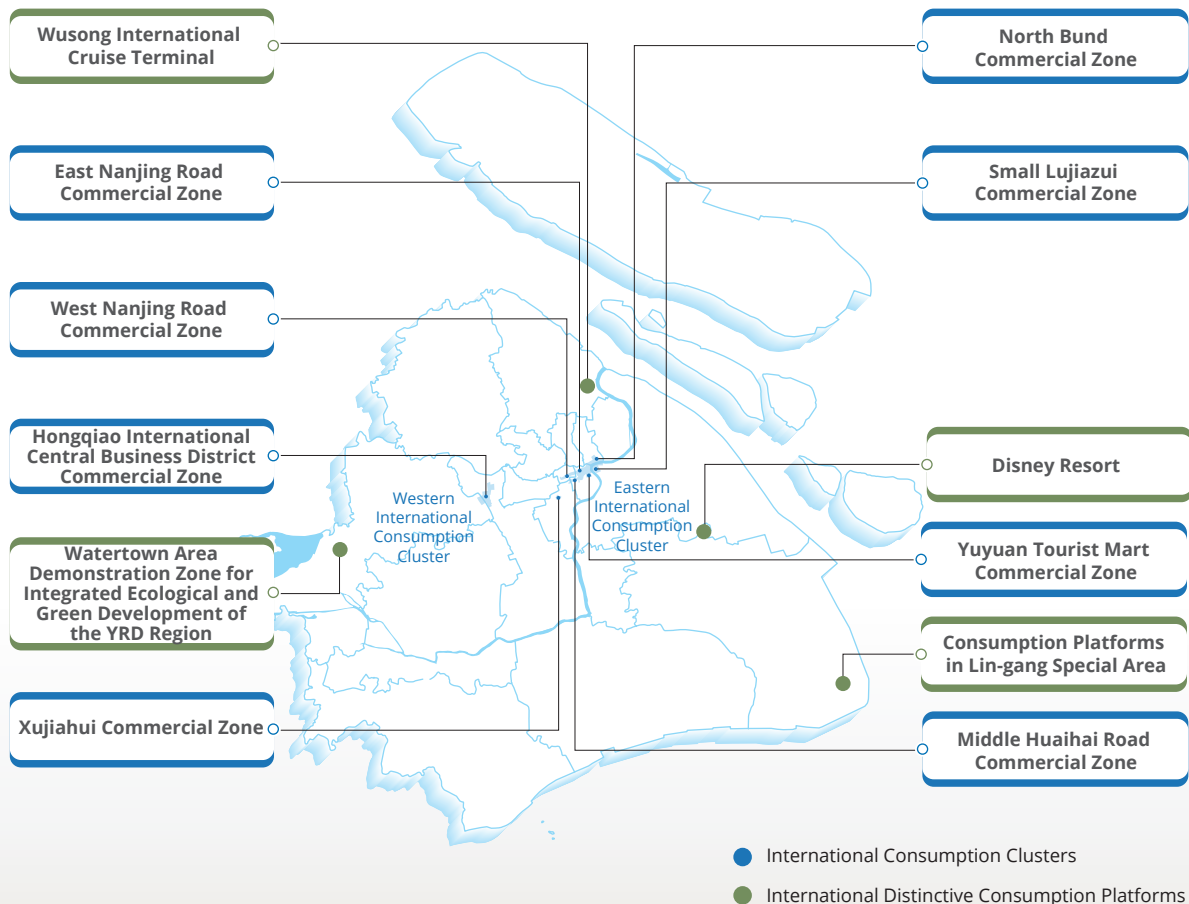 Wusong International
Cruise Terminal
East Nanjing Road
Commercial Zone
West Nanjing Road
Commercial Zone
Hongqiao International
Central Business District
Commercial Zone
Watertown Area
Demonstration Zone for
Integrated Ecological and
Green Development of
the YRD Region
Xujiahui Commercial Zone
Western
International
Consumption
Cluster
Eastern
International
Consumption
Cluster
North Bund
Commercial Zone
Small Lujiazui
Commercial Zone
Disney Resort
Yuyuan Tourist Mart
Commercial Zone
Consumption Platforms
in Lin-gang Special Area
Middle Huaihai Road
Commercial Zone
International Consumption Clusters
International Distinctive Consumption Platforms